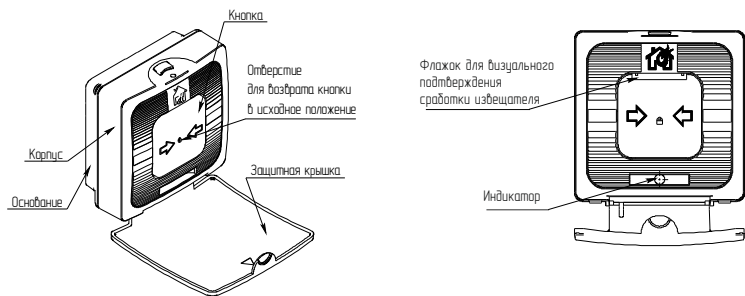 Кнопка
Отверстие
для возврата кнопки
в исходное положение
Корпус
Защитная крышка
Основание
Флажок для визуального
подтверждения
сработки извещателя
Индикатор